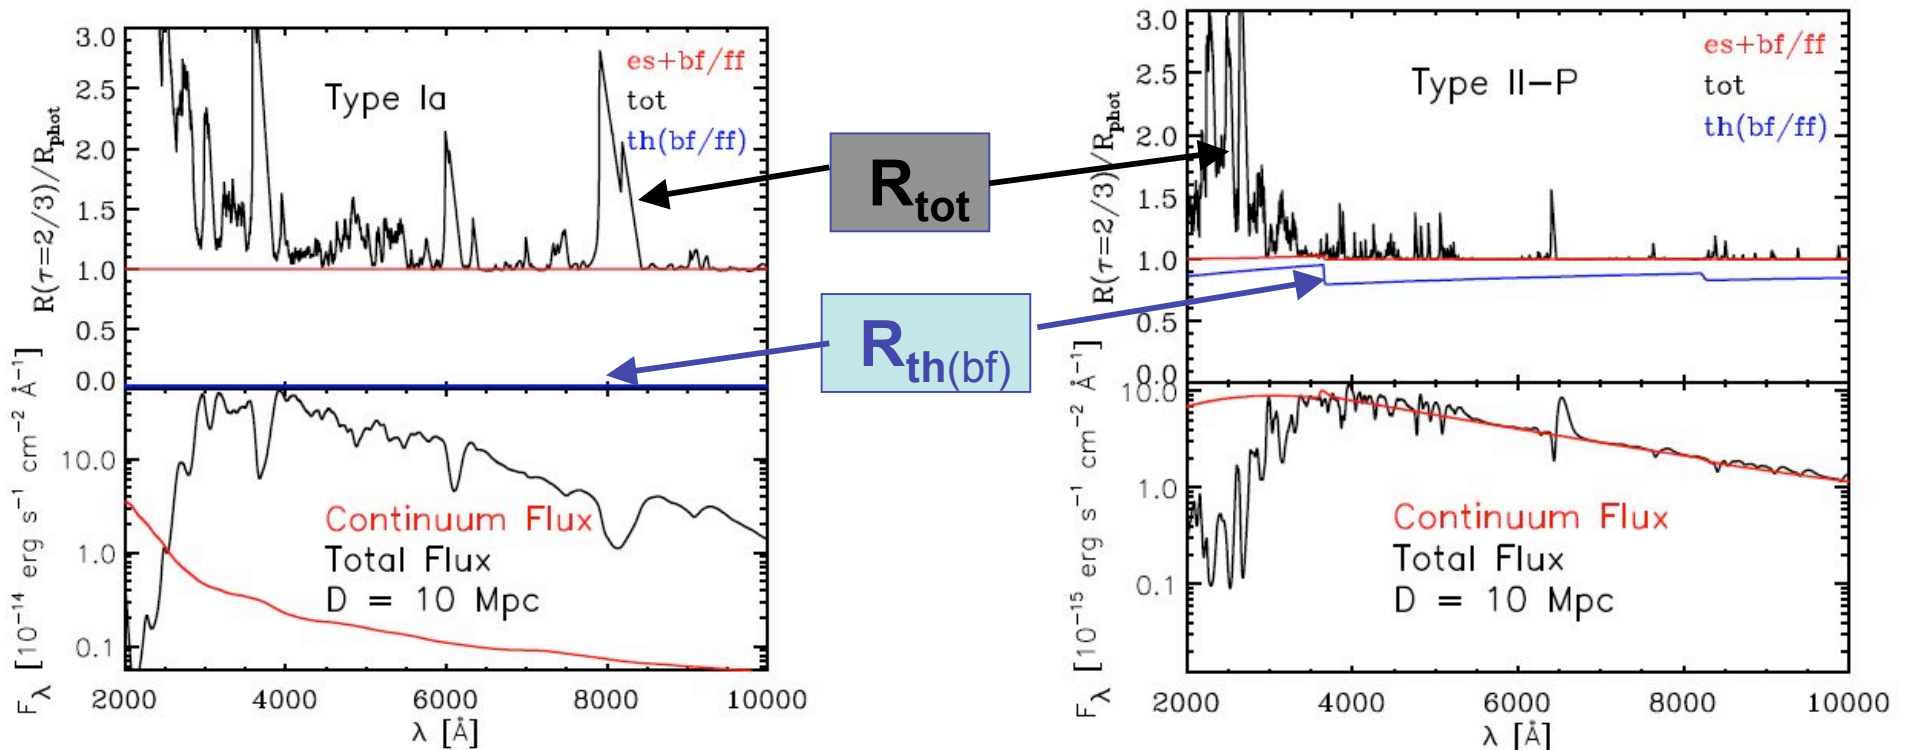 3.0
2.5
2.0
1.5
1.0
0.5
0.0
R(τ=2/3)/R_phot
Type Ia
es+bf/ff
tot
th(bf/ff)
10.0
1.0
0.1
F_λ [10⁻¹⁴ erg s⁻¹ cm⁻² Å⁻¹]
Continuum Flux
Total Flux
D = 10 Mpc
2000 4000 6000 8000 10000
λ [Å]
R_tot
R_th(bf)
3.0
2.5
2.0
1.5
1.0
0.5
0.0
R(τ=2/3)/R_phot
Type II-P
es+bf/ff
tot
th(bf/ff)
10.0
1.0
0.1
F_λ [10⁻¹⁵ erg s⁻¹ cm⁻² Å⁻¹]
Continuum Flux
Total Flux
D = 10 Mpc
2000 4000 6000 8000 10000
λ [Å]